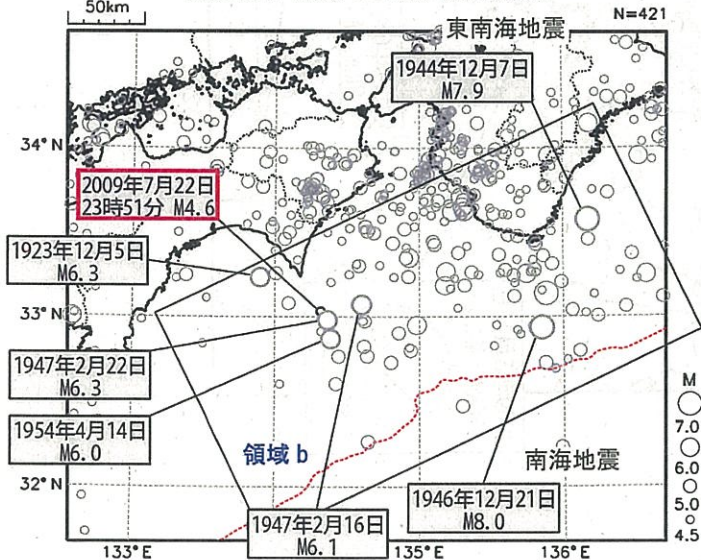 50km
N=421
東南海地震
1944年12月7日
M7.9
34°N
2009年7月22日
23時51分 M4.6
1923年12月5日
M6.3
33°N
1947年2月22日
M6.3
M
1954年4月14日
M6.0
7.0
領域b
南海地震
6.0
32°N
1947年2月16日
M6.1
1946年12月21日
M8.0
5.0
4.5
133°E
135°E
136°E